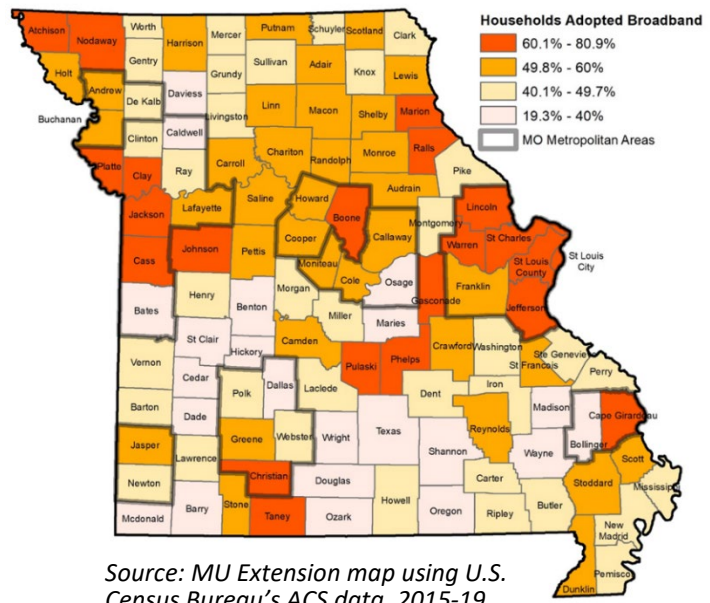 Households Adopted Broadband
60.1% - 80.9%
49.8% - 60%
40.1% - 49.7%
19.3% - 40%
MO Metropolitan Areas
Atchison
Nodaway
Worth
Harrison
Mercer
Putnam
Schuyler
Scotland
Clark
Gentry
Holt
Andrew
De Kalb
Daviess
Grundy
Sullivan
Adair
Knox
Lewis
Buchanan
Clinton
Caldwell
Livingston
Linn
Macon
Shelby
Marion
Platte
Clay
Ray
Carroll
Chariton
Randolph
Monroe
Ralls
Pike
Jackson
Lafayette
Saline
Howard
Boone
Audrain
Callaway
Montgomery
Lincoln
Cass
Johnson
Pettis
Cooper
Moniteau
Cole
Osage
Gasconade
Warren
St Charles
St Louis
County
St Louis
City
Franklin
Jefferson
Bates
Henry
Benton
Morgan
Miller
Maries
Vernon
St Clair
Hickory
Camden
Pulaski
Phelps
Crawford
Washington
Ste Genevieve
St Francois
Perry
Cedar
Barton
Dade
Polk
Dallas
Laclede
Dent
Iron
Reynolds
Madison
Bollinger
Cape Girardeau
Jasper
Greene
Webster
Wright
Texas
Shannon
Wayne
Newton
Lawrence
Christian
Douglas
Carter
Scott
Stoddard
Mississippi
Mcdonald
Barry
Stone
Taney
Ozark
Howell
Oregon
Ripley
Butler
New
Madrid
Pemiscot
Dunklin
Source: MU Extension map using U.S.
Census Bureau's ACS data, 2015-19